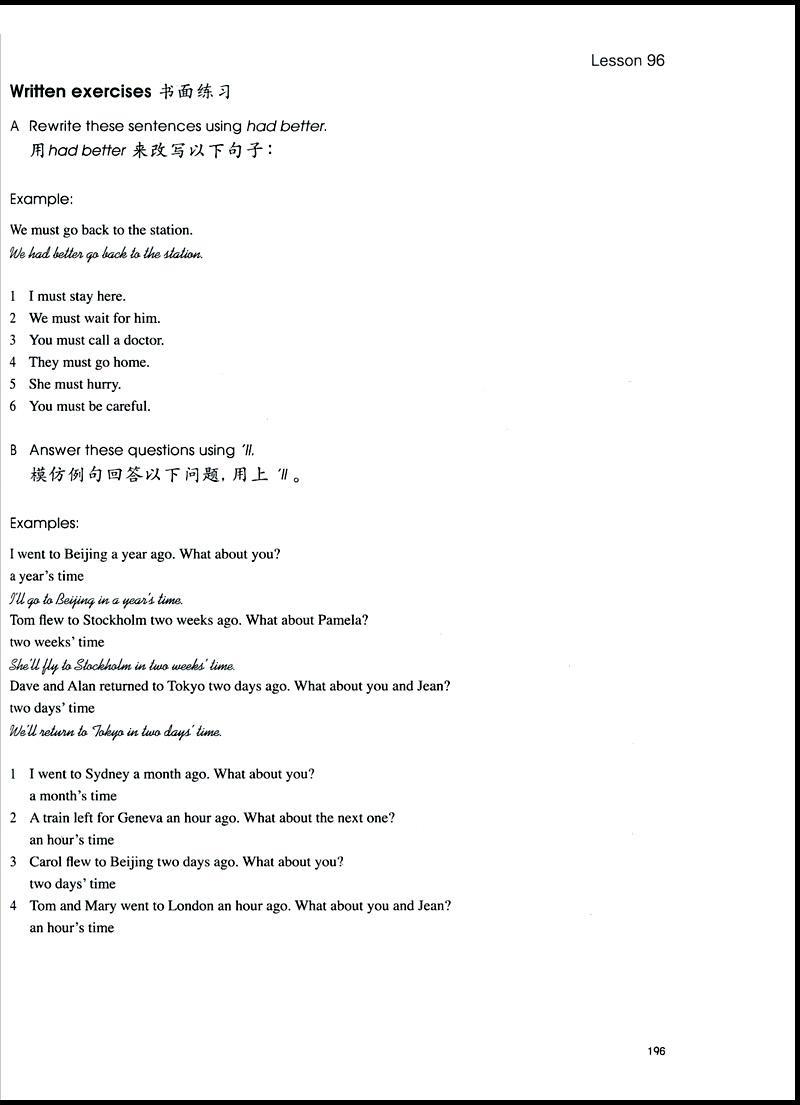 Lesson 96
Written exercises 书面练习
A Rewrite these sentences using had better.
用 had better 来改写以下句子：
Example:
We must go back to the station.
We had better go back to the station.
1 I must stay here.
2 We must wait for him.
3 You must call a doctor.
4 They must go home.
5 She must hurry.
6 You must be careful.
B Answer these questions using 'll.
模仿例句回答以下问题, 用上 'll 。
Examples:
I went to Beijing a year ago. What about you?
a year's time
I'll go to Beijing in a year's time.
Tom flew to Stockholm two weeks ago. What about Pamela?
two weeks' time
She'll fly to Stockholm in two weeks' time.
Dave and Alan returned to Tokyo two days ago. What about you and Jean?
two days' time
We'll return to Tokyo in two days' time.
1 I went to Sydney a month ago. What about you?
a month's time
2 A train left for Geneva an hour ago. What about the next one?
an hour's time
3 Carol flew to Beijing two days ago. What about you?
two days' time
4 Tom and Mary went to London an hour ago. What about you and Jean?
an hour's time
196